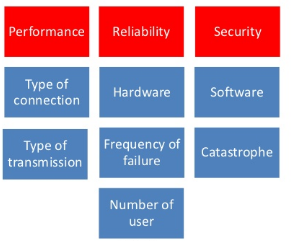 Performance
Reliability
Security
Type of
connection
Hardware
Software
Type of
transmission
Frequency of
failure
Catastrophe
Number of
user